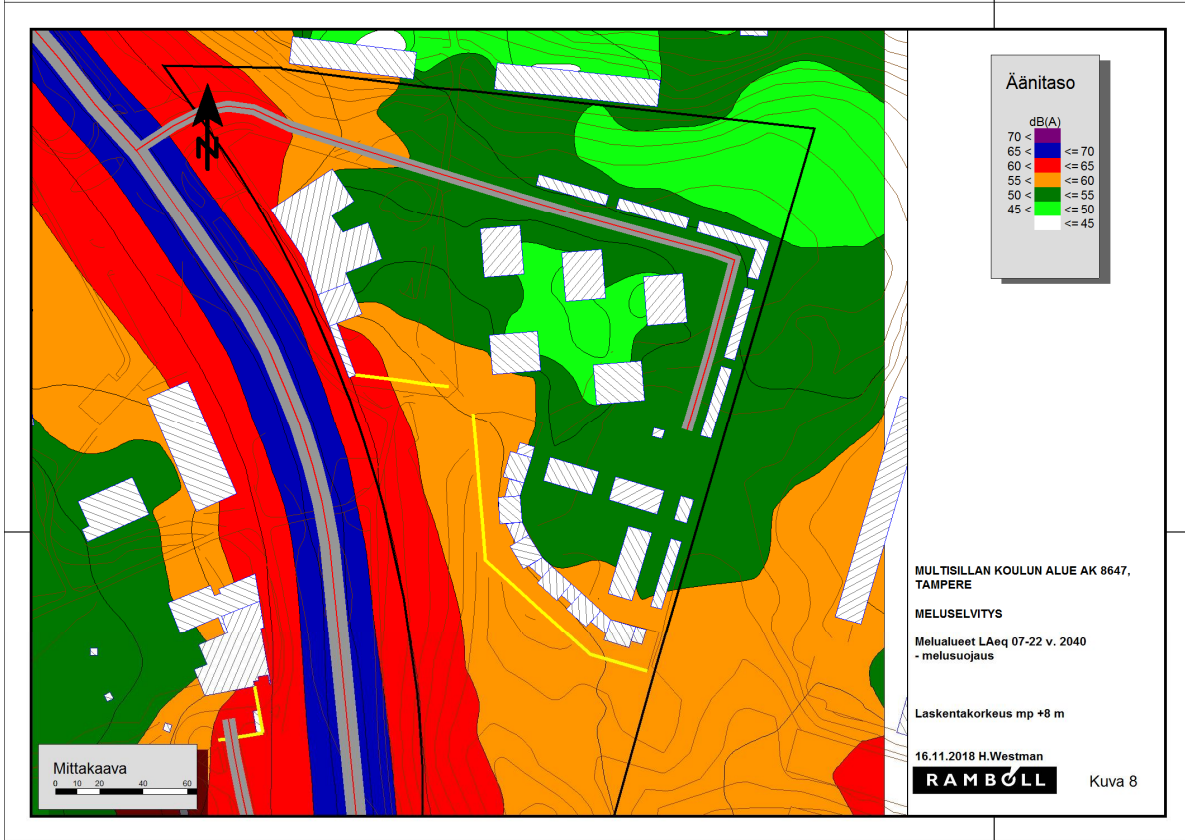 Äänitaso
dB(A)
70 <
65 < <= 70
60 < <= 65
55 < <= 60
50 < <= 55
45 < <= 50
<= 45
N
MULTISILLAN KOULUN ALUE AK 8647,
TAMPERE
MELUSELVITYS
Melualueet LAeq 07-22 v. 2040
- melusuojaus
Laskentakorkeus mp +8 m
16.11.2018 H.Westman
RAMBOLL
Kuva 8
Mittakaava
0 10 20 40 60